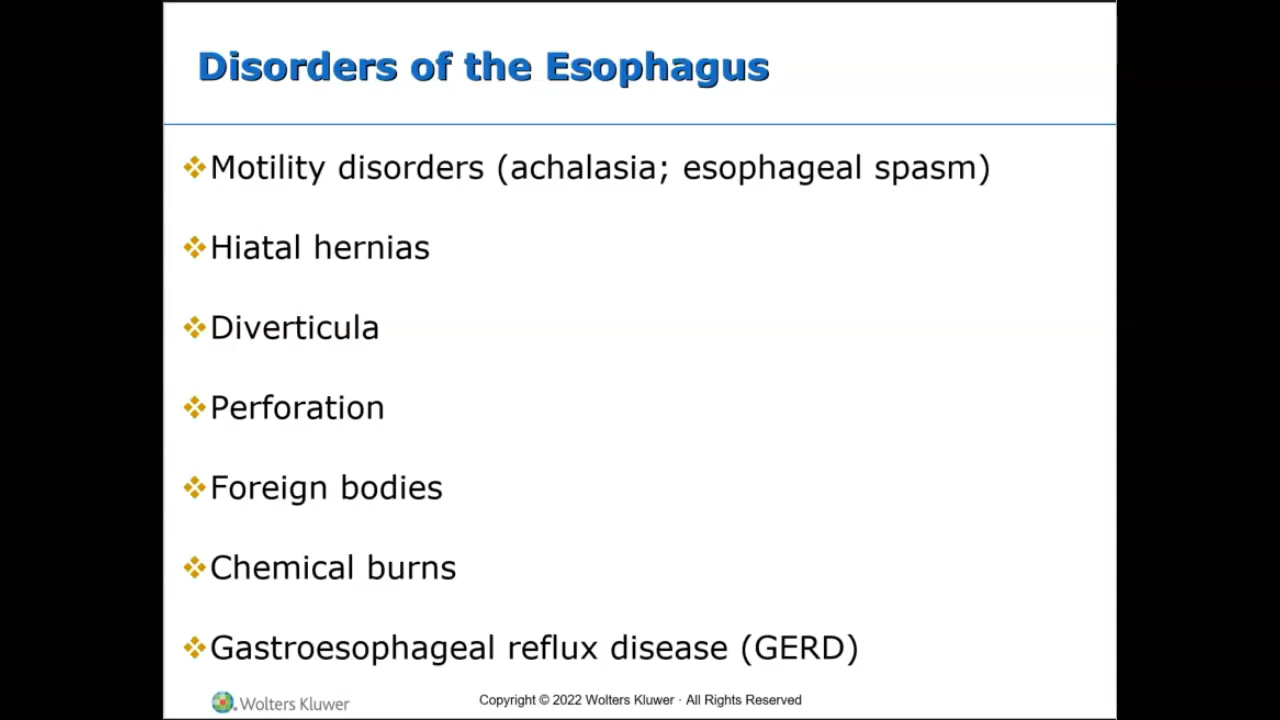 Disorders of the Esophagus
❖Motility disorders (achalasia; esophageal spasm)
❖Hiatal hernias
❖Diverticula
❖Perforation
❖Foreign bodies
❖Chemical burns
❖Gastroesophageal reflux disease (GERD)
Wolters Kluwer
Copyright © 2022 Wolters Kluwer · All Rights Reserved